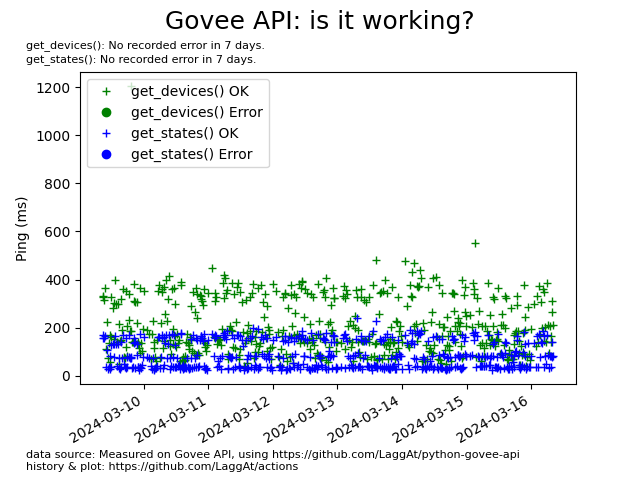 Govee API: is it working?
get_devices(): No recorded error in 7 days.
get_states(): No recorded error in 7 days.
get_devices() OK
get_devices() Error
get_states() OK
get_states() Error
Ping (ms)
1200
1000
800
600
400
200
0
2024-03-10
2024-03-11
2024-03-12
2024-03-13
2024-03-14
2024-03-15
2024-03-16
data source: Measured on Govee API, using https://github.com/LaggAt/python-govee-api
history & plot: https://github.com/LaggAt/actions